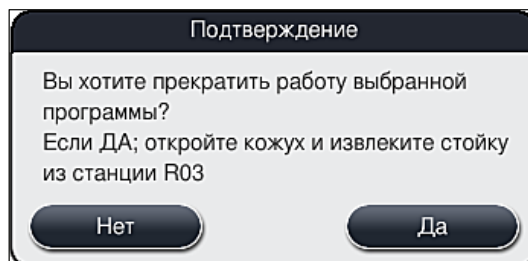 Подтверждение
Вы хотите прекратить работу выбранной
программы?
Если ДА; откройте кожух и извлеките стойку
из станции R03
Нет
Да